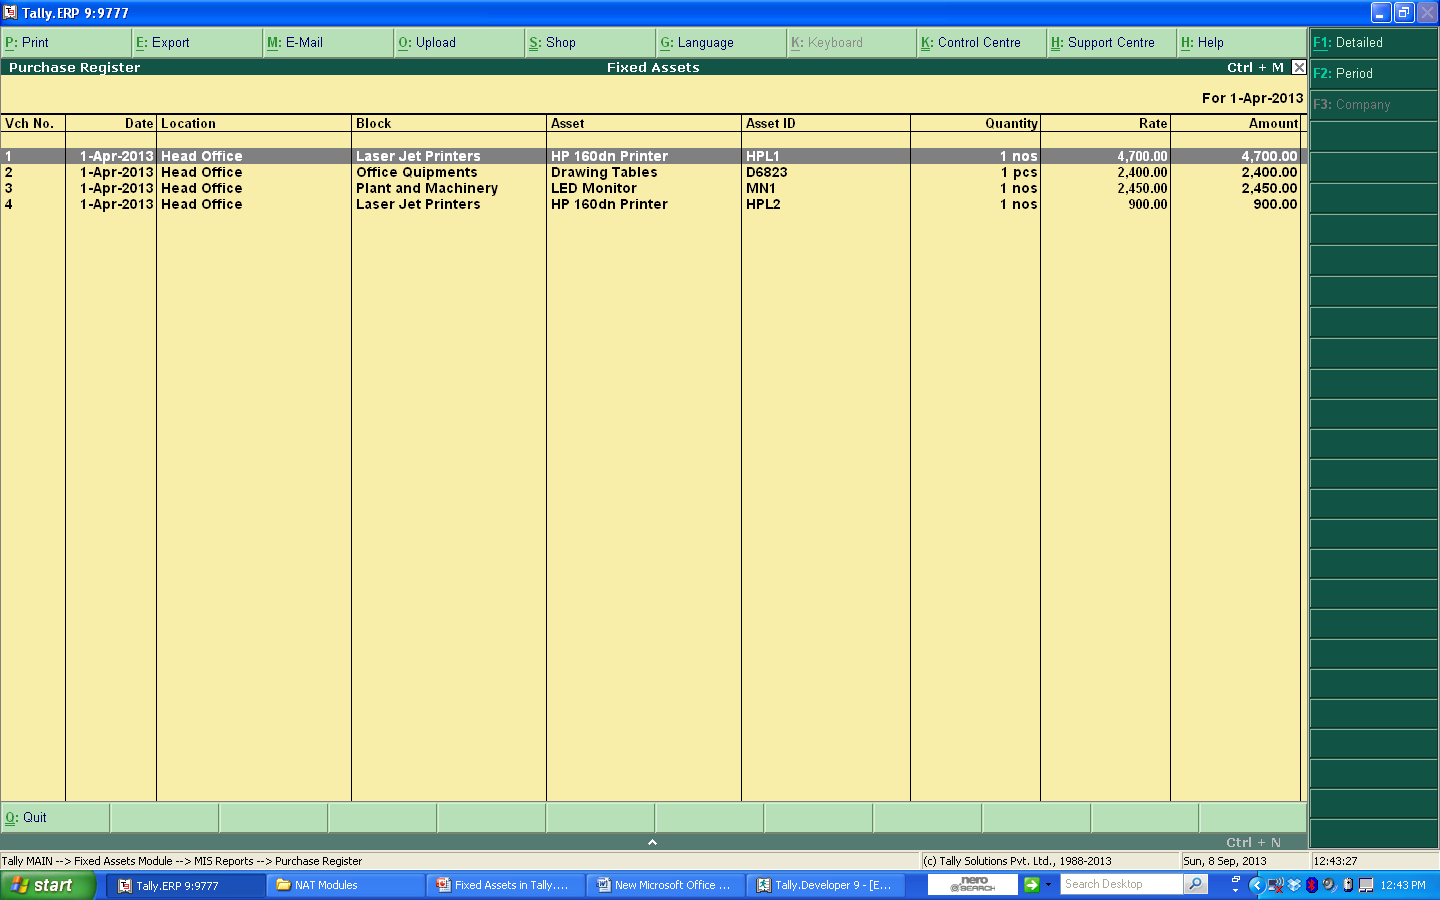 Tally.ERP 9:9777
P: Print E: Export M: E-Mail O: Upload S: Shop G: Language K: Keyboard K: Control Centre H: Support Centre H: Help F1: Detailed
Purchase Register Fixed Assets Ctrl + M
F2: Period
For 1-Apr-2013 F3: Company
Vch No. Date Location Block Asset Asset ID Quantity Rate Amount
1 1-Apr-2013 Head Office Laser Jet Printers HP 160dn Printer HPL1 1 nos 4,700.00 4,700.00
2 1-Apr-2013 Head Office Office Quipments Drawing Tables D6823 1 pcs 2,400.00 2,400.00
3 1-Apr-2013 Head Office Plant and Machinery LED Monitor MN1 1 nos 2,450.00 2,450.00
4 1-Apr-2013 Head Office Laser Jet Printers HP 160dn Printer HPL2 1 nos 900.00 900.00
Q: Quit
Ctrl + N
Tally MAIN --> Fixed Assets Module --> MIS Reports --> Purchase Register (c) Tally Solutions Pvt. Ltd., 1988-2013 Sun, 8 Sep, 2013 12:43:27
start Tally.ERP 9:9777 NAT Modules Fixed Assets in Tally.... New Microsoft Office ... Tally.Developer 9 - [E... nero SEARCH Search Desktop 12:43 PM